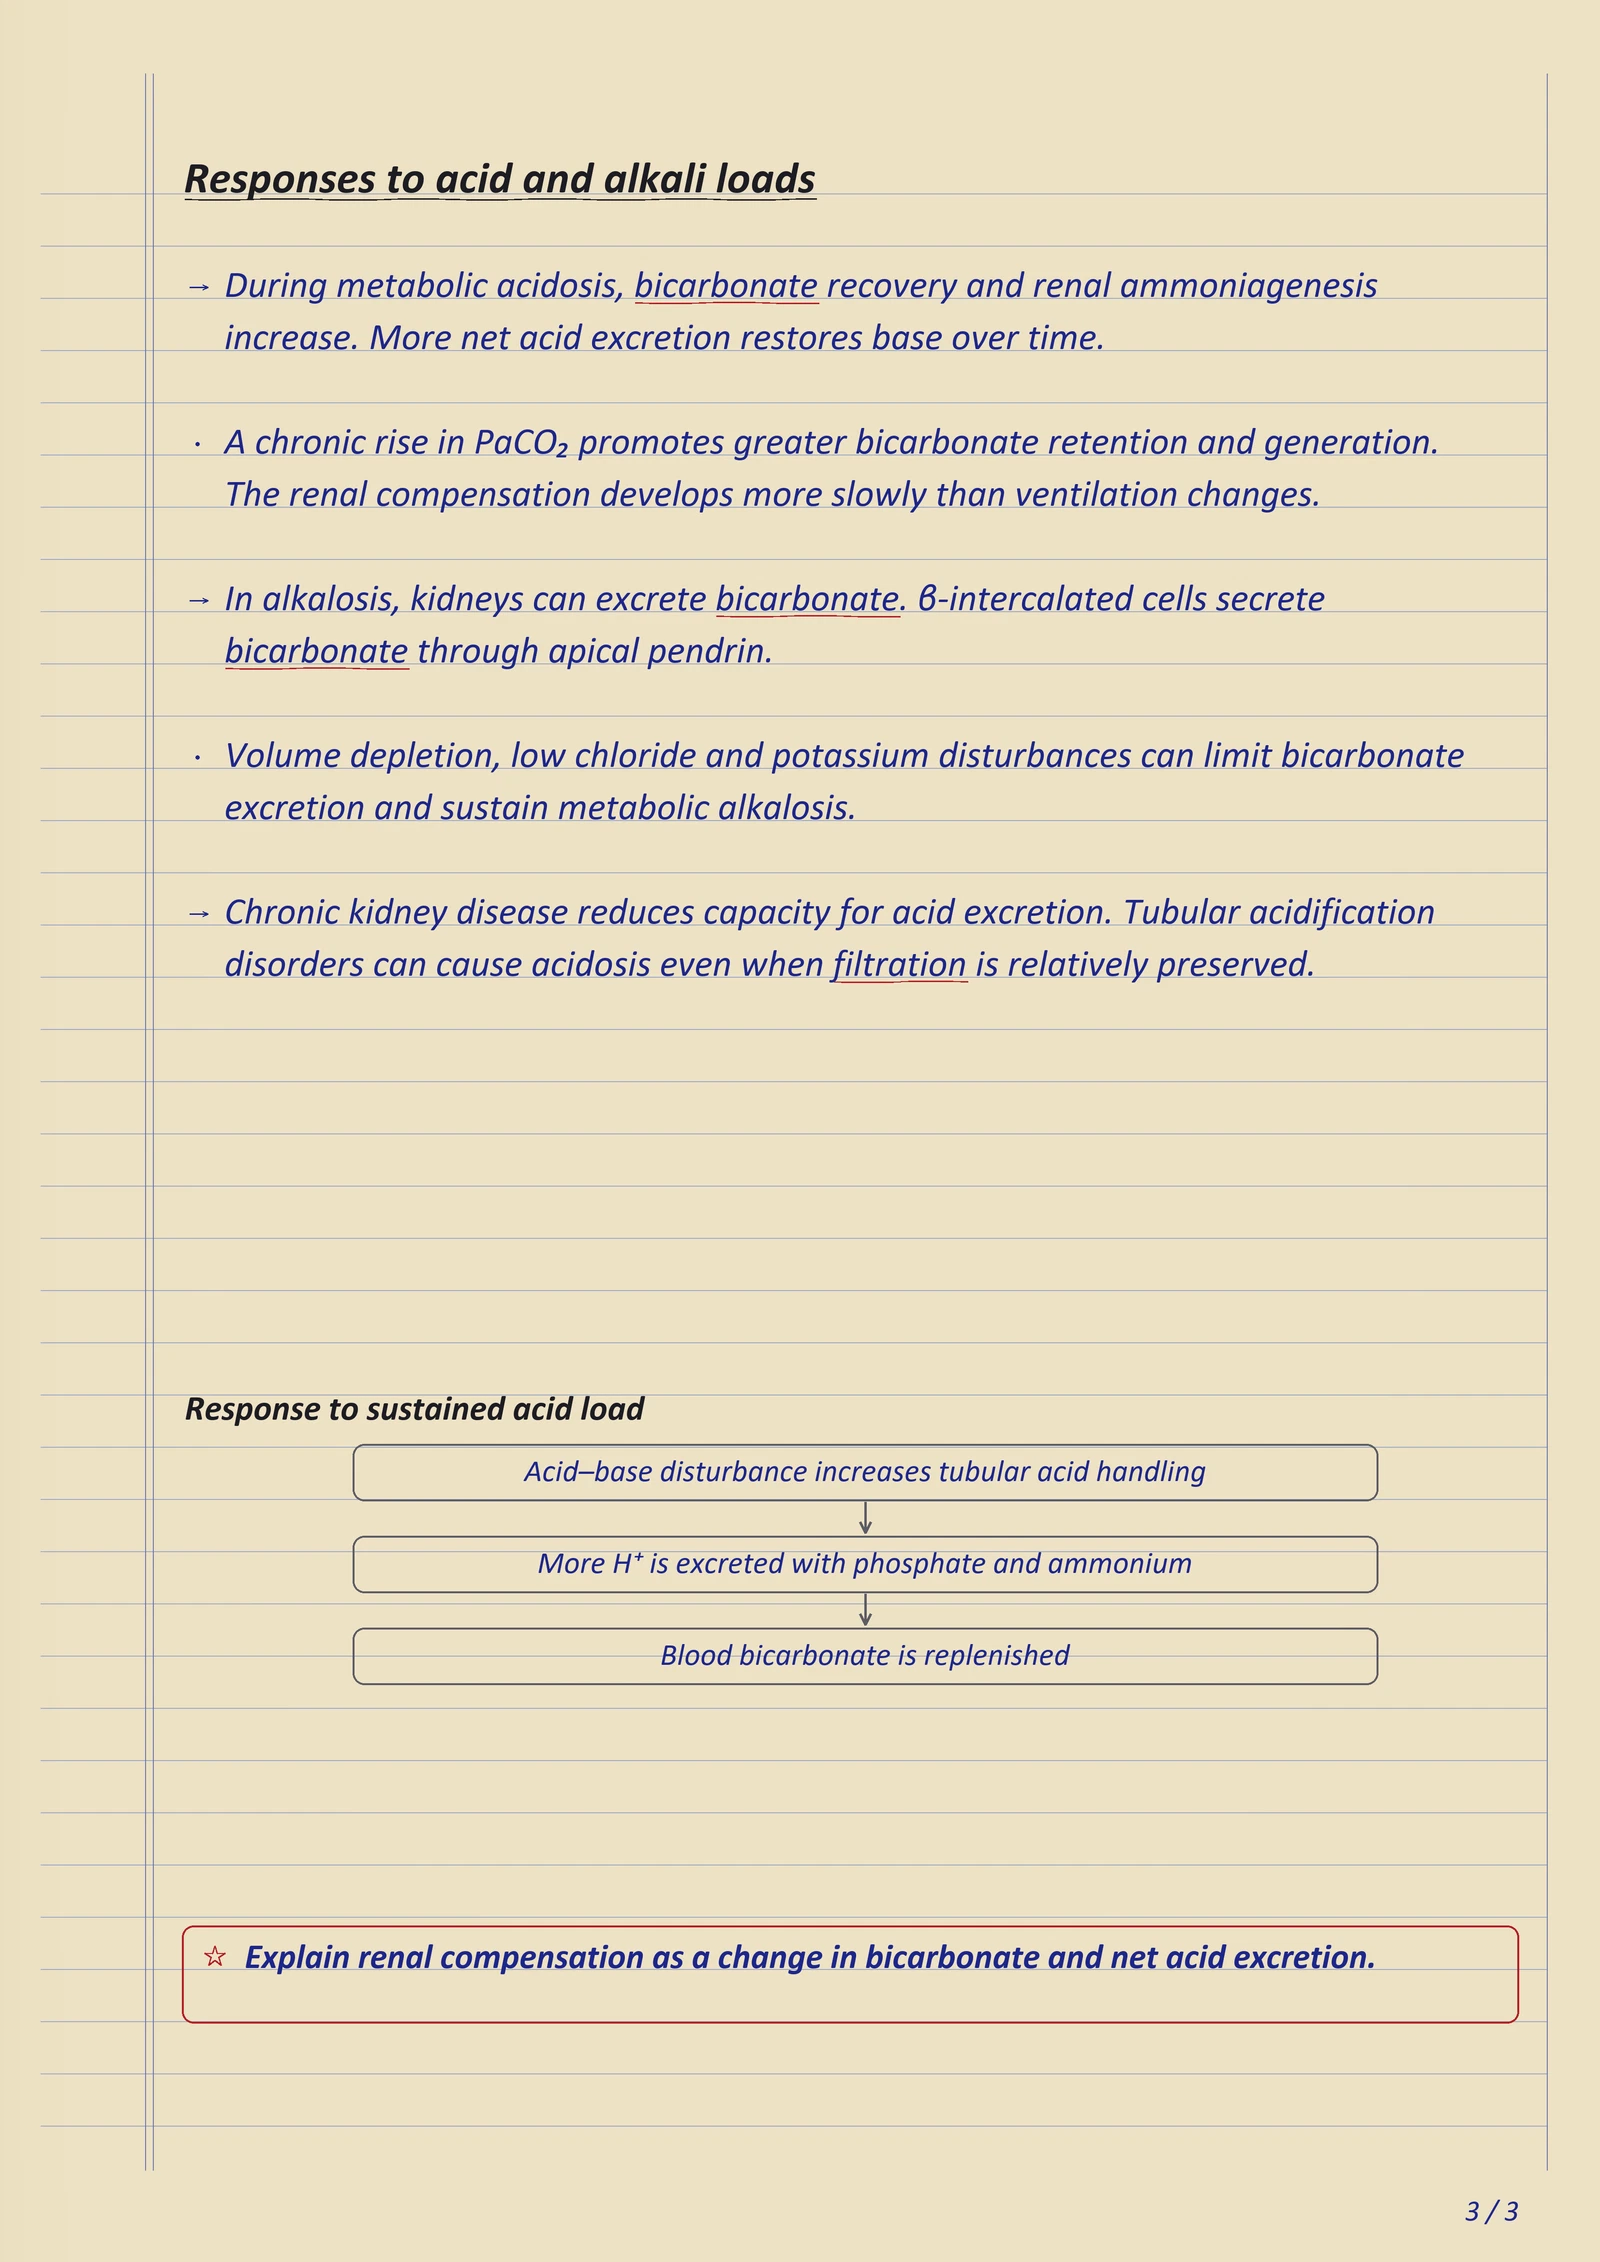 Responses to acid and alkali loads
→ During metabolic acidosis, bicarbonate recovery and renal ammoniagenesis
increase. More net acid excretion restores base over time.
· A chronic rise in PaCO₂ promotes greater bicarbonate retention and generation.
The renal compensation develops more slowly than ventilation changes.
→ In alkalosis, kidneys can excrete bicarbonate. β-intercalated cells secrete
bicarbonate through apical pendrin.
· Volume depletion, low chloride and potassium disturbances can limit bicarbonate
excretion and sustain metabolic alkalosis.
→ Chronic kidney disease reduces capacity for acid excretion. Tubular acidification
disorders can cause acidosis even when filtration is relatively preserved.
Response to sustained acid load
Acid–base disturbance increases tubular acid handling
More H⁺ is excreted with phosphate and ammonium
Blood bicarbonate is replenished
☆ Explain renal compensation as a change in bicarbonate and net acid excretion.
3 / 3